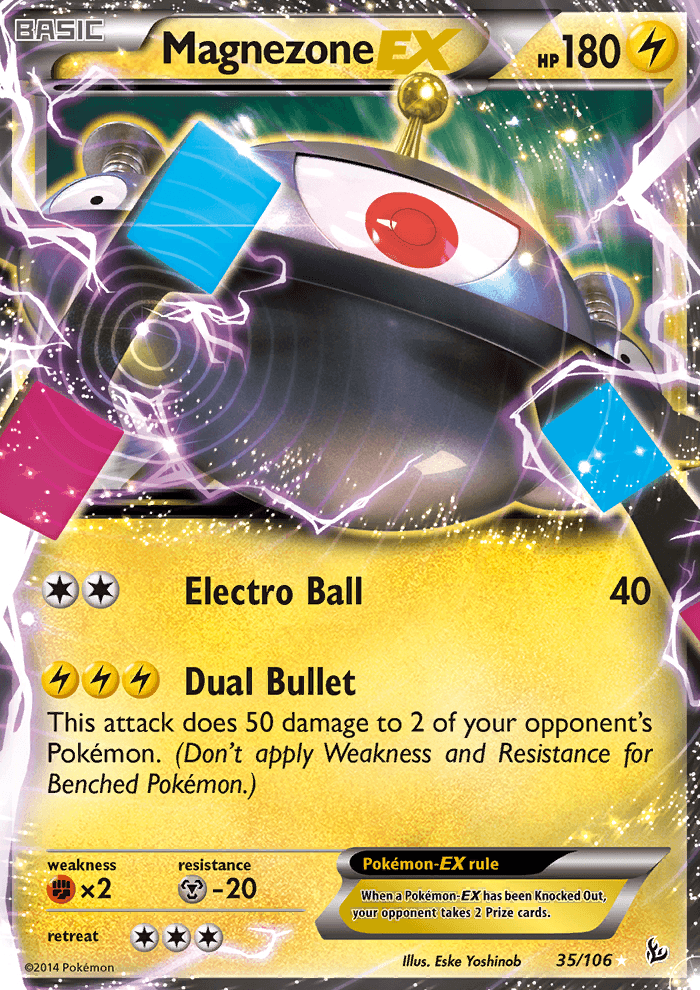 BASIC
Magnezone EX
HP 180
Electro Ball 40
Dual Bullet
This attack does 50 damage to 2 of your opponent's
Pokémon. (Don't apply Weakness and Resistance for
Benched Pokémon.)
weakness resistance
×2 -20
Pokémon-EX rule
When a Pokémon-EX has been Knocked Out,
your opponent takes 2 Prize cards.
retreat
©2014 Pokémon
Illus. Eske Yoshinob
35/106